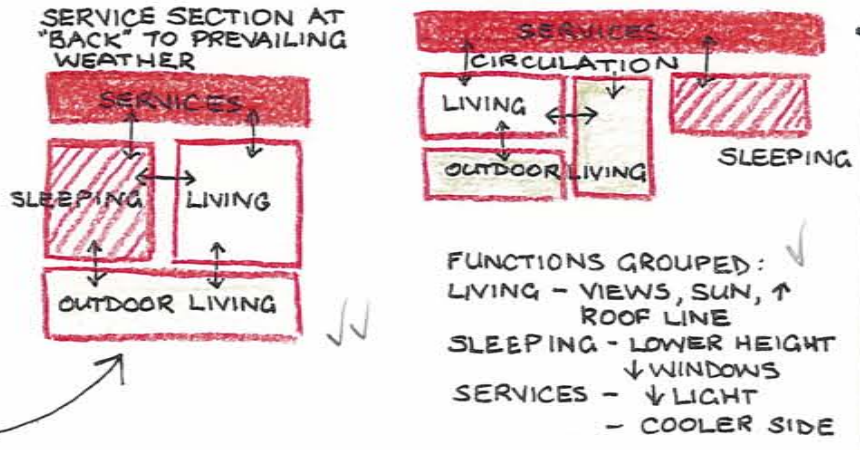 SERVICE SECTION AT
"BACK" TO PREVAILING
WEATHER
SERVICES
SLEEPING
LIVING
OUTDOOR LIVING
SERVICES
CIRCULATION
LIVING
SLEEPING
OUTDOOR LIVING
FUNCTIONS GROUPED:
LIVING - VIEWS, SUN, ↑
ROOF LINE
SLEEPING - LOWER HEIGHT
↓ WINDOWS
SERVICES - ↓ LIGHT
- COOLER SIDE